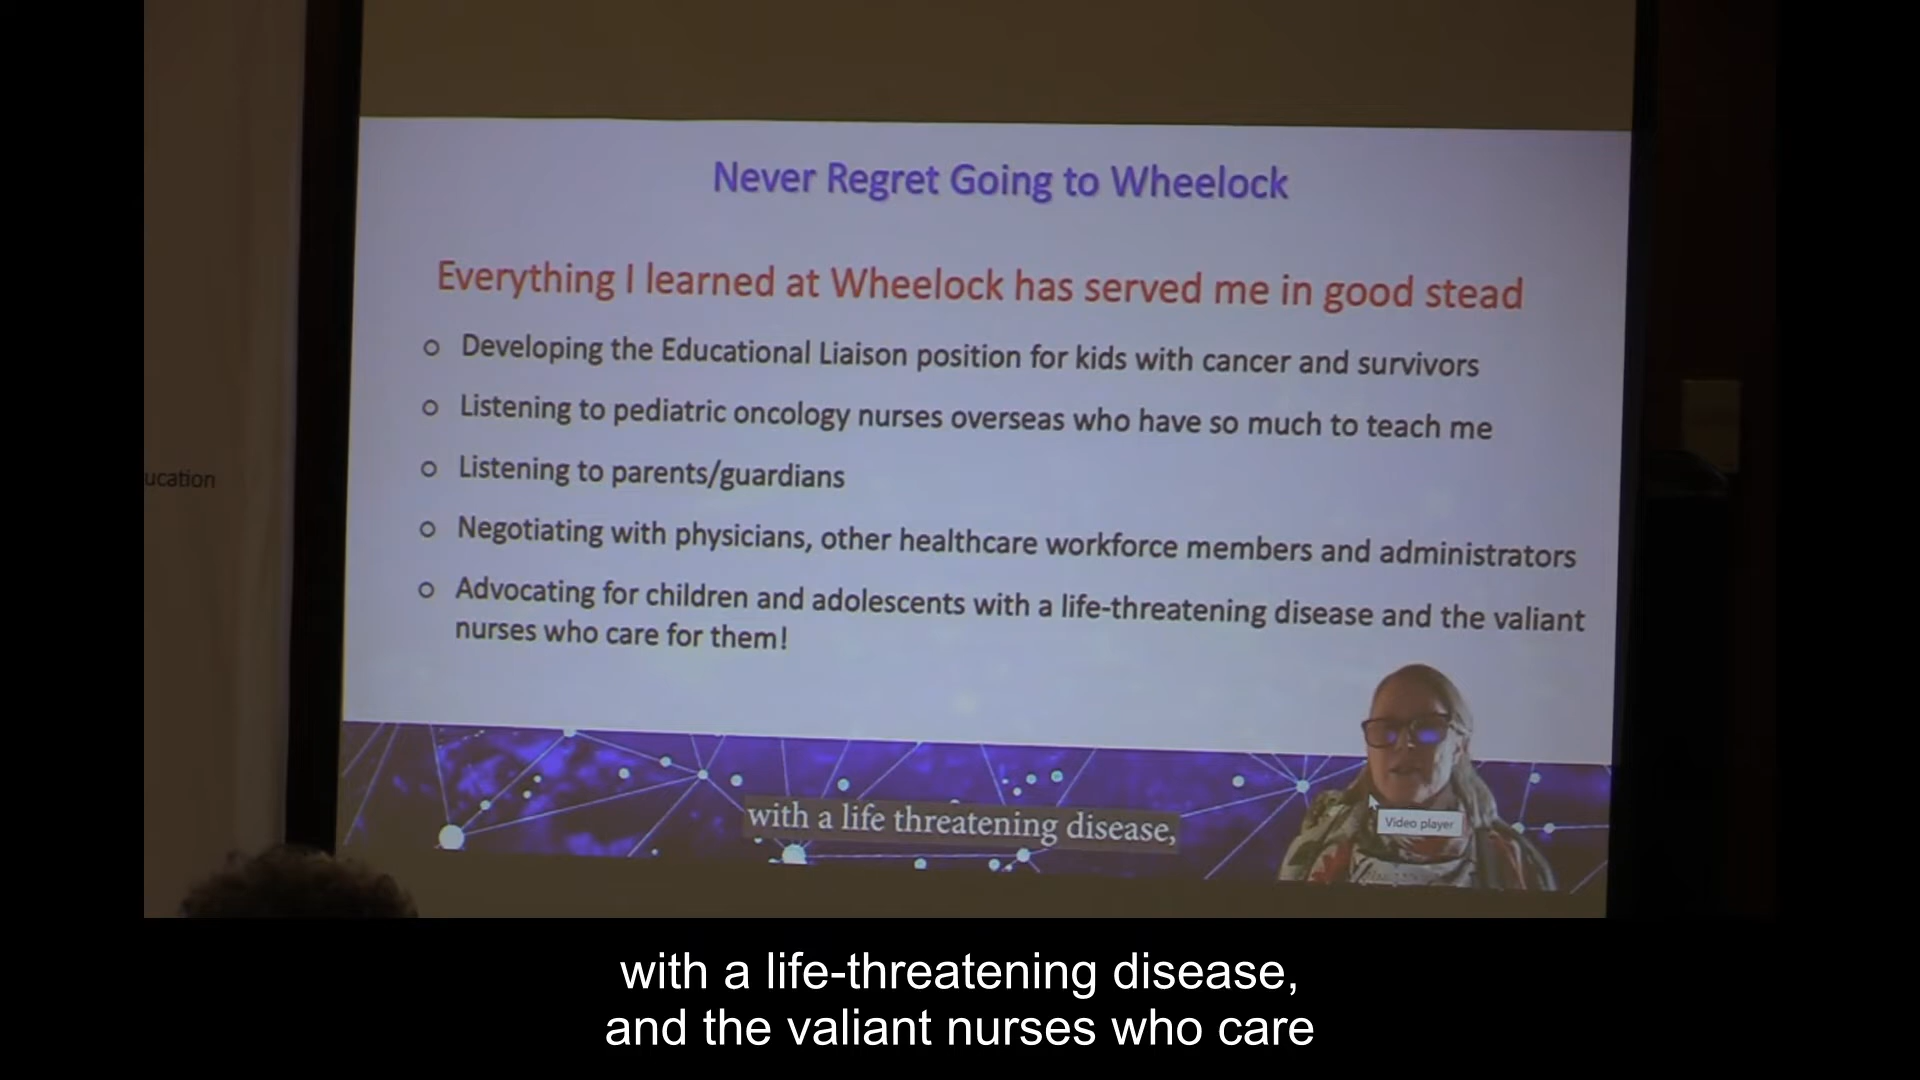 Never Regret Going to Wheelock
Everything I learned at Wheelock has served me in good stead
Developing the Educational Liaison position for kids with cancer and survivors
Listening to pediatric oncology nurses overseas who have so much to teach me
ucation
Listening to parents/guardians
Negotiating with physicians, other healthcare workforce members and administrators
Advocating for children and adolescents with a life-threatening disease and the valiant
nurses who care for them!
with a life threatening disease,
Video player
with a life-threatening disease,
and the valiant nurses who care